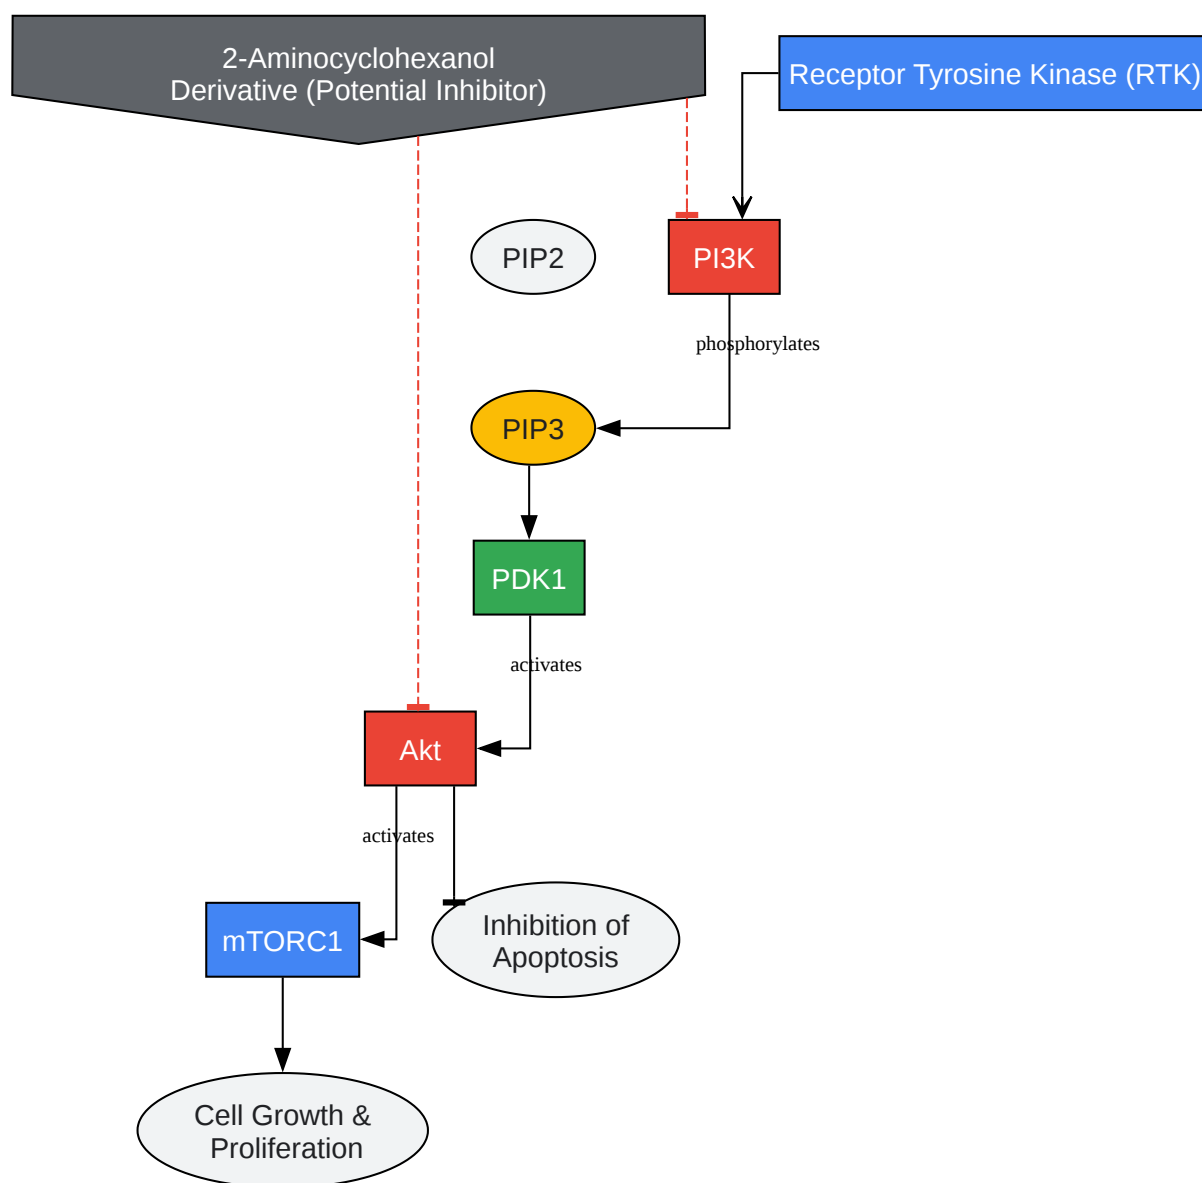 2-Aminocyclohexanol
Derivative (Potential Inhibitor)
Receptor Tyrosine Kinase (RTK)
PIP2
PI3K
phosphorylates
PIP3
PDK1
activates
Akt
activates
mTORC1
Inhibition of
Apoptosis
Cell Growth &
Proliferation